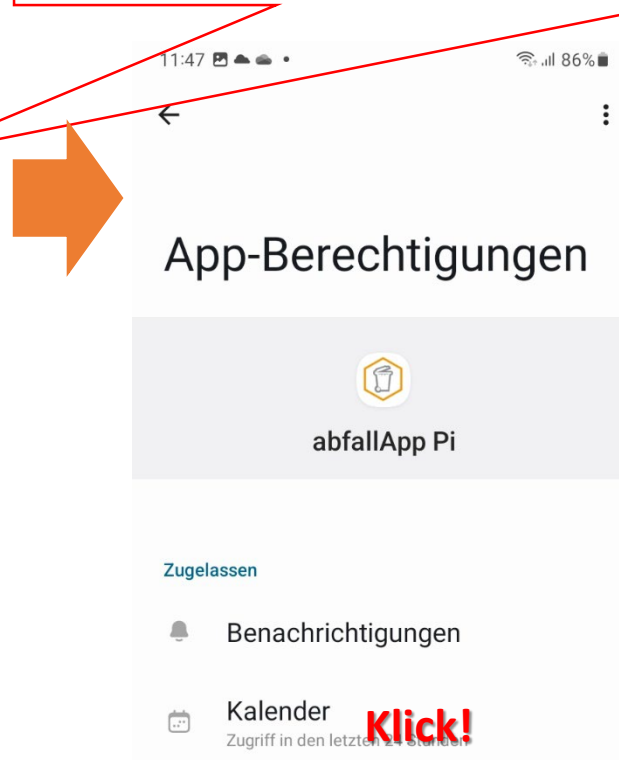 11:47
86%
App-Berechtigungen
abfallApp Pi
Zugelassen
Benachrichtigungen
Kalender
Klick!
Zugriff in den letzten 24 Stunden